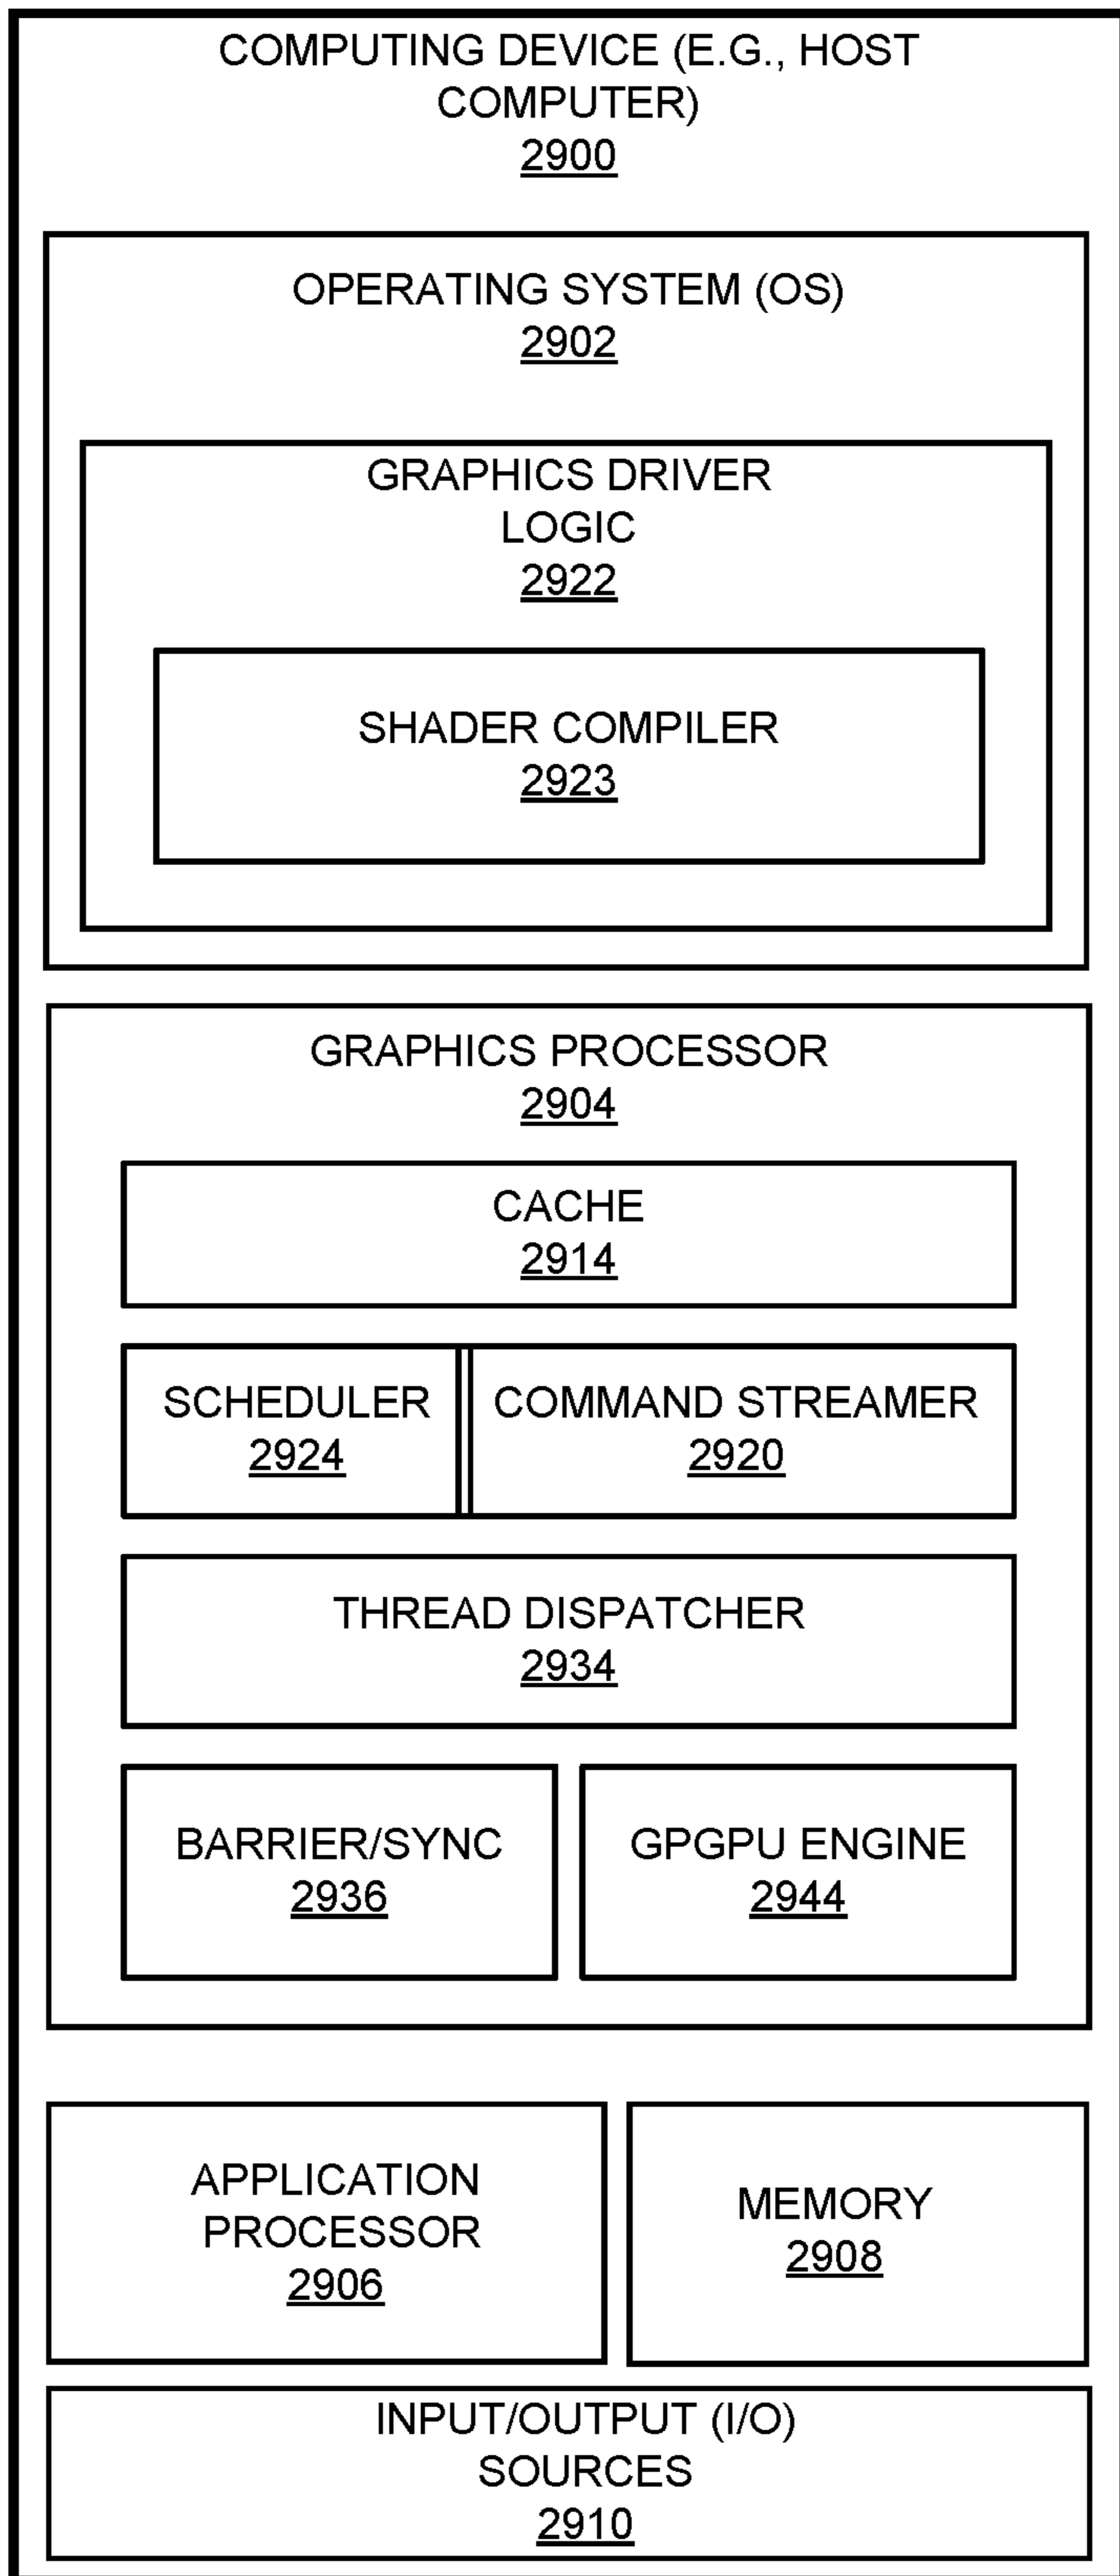 COMPUTING DEVICE (E.G., HOST
COMPUTER)
2900
OPERATING SYSTEM (OS)
2902
GRAPHICS DRIVER
LOGIC
2922
SHADER COMPILER
2923
GRAPHICS PROCESSOR
2904
CACHE
2914
SCHEDULER
2924
COMMAND STREAMER
2920
THREAD DISPATCHER
2934
BARRIER/SYNC
2936
GPGPU ENGINE
2944
APPLICATION
PROCESSOR
2906
MEMORY
2908
INPUT/OUTPUT (I/O)
SOURCES
2910